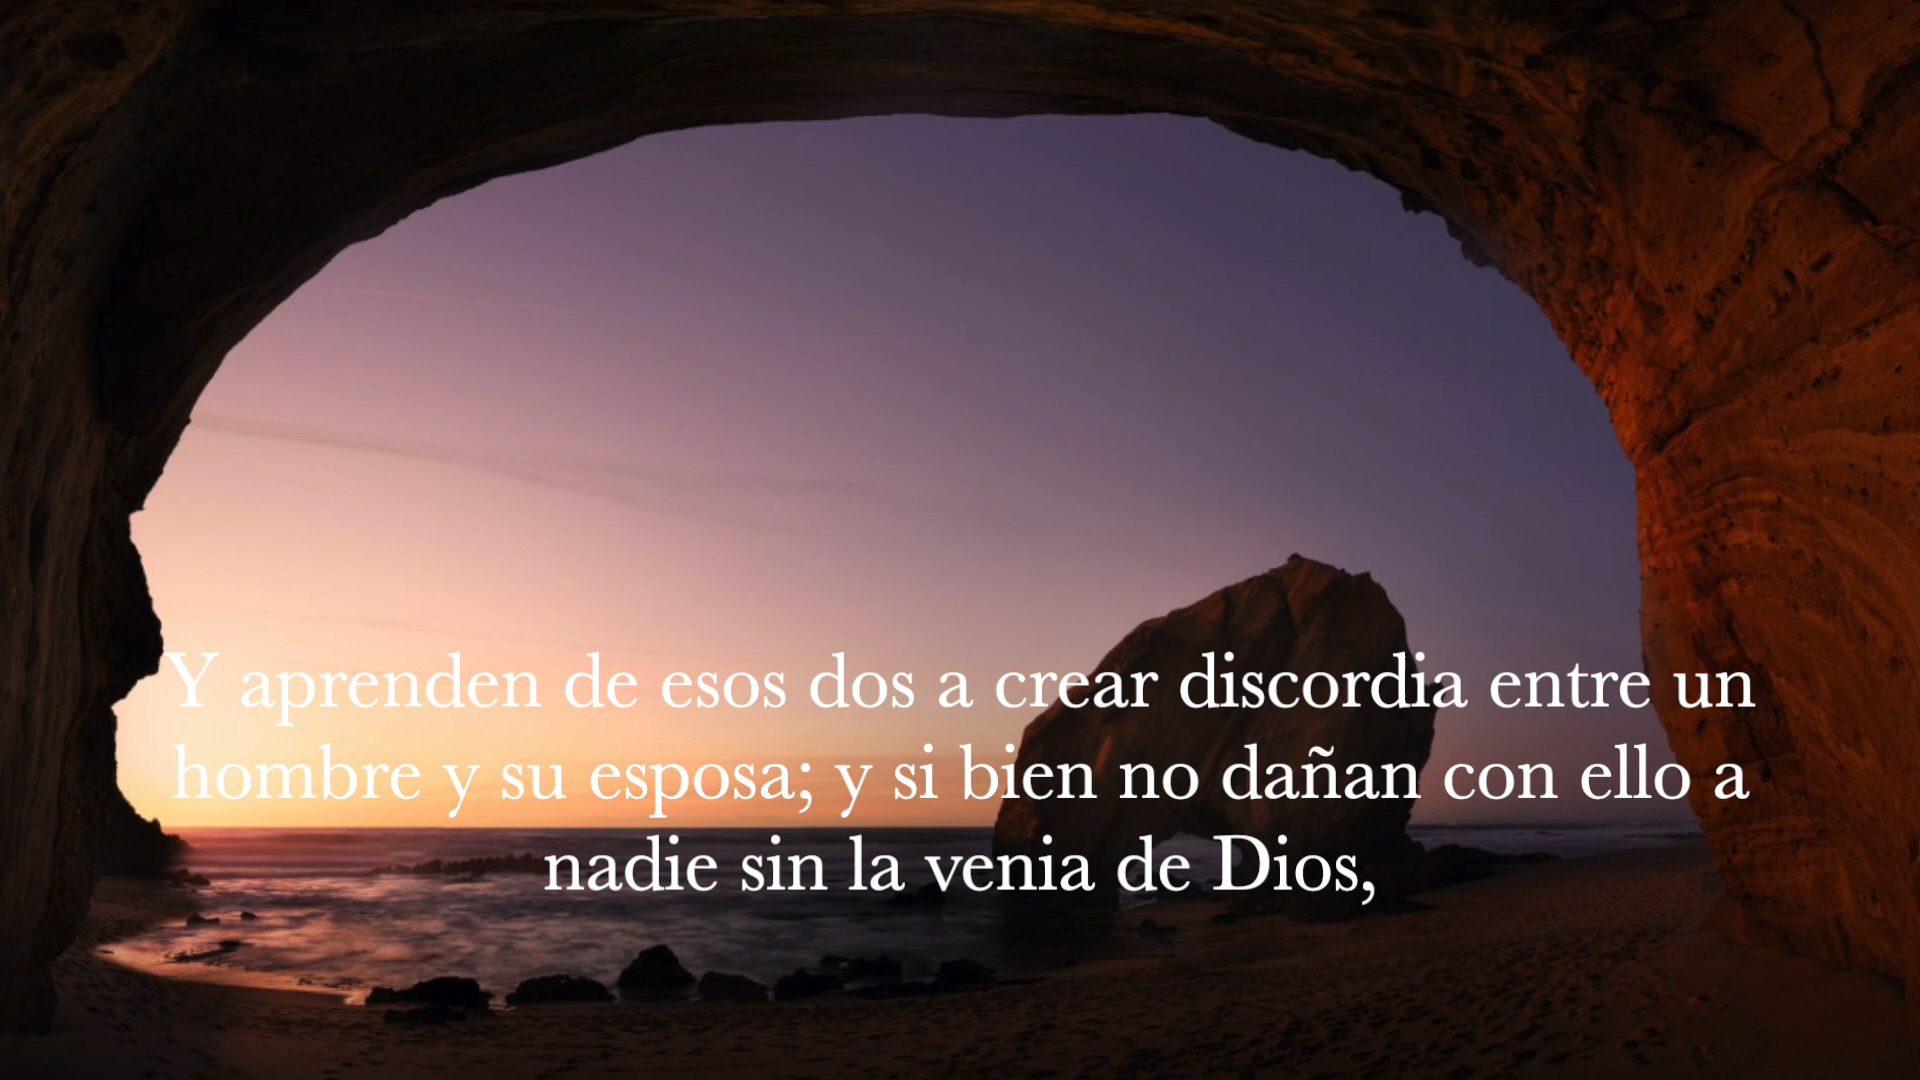 Y aprenden de esos dos a crear discordia entre un
hombre y su esposa; y si bien no dañan con ello a
nadie sin la venia de Dios,